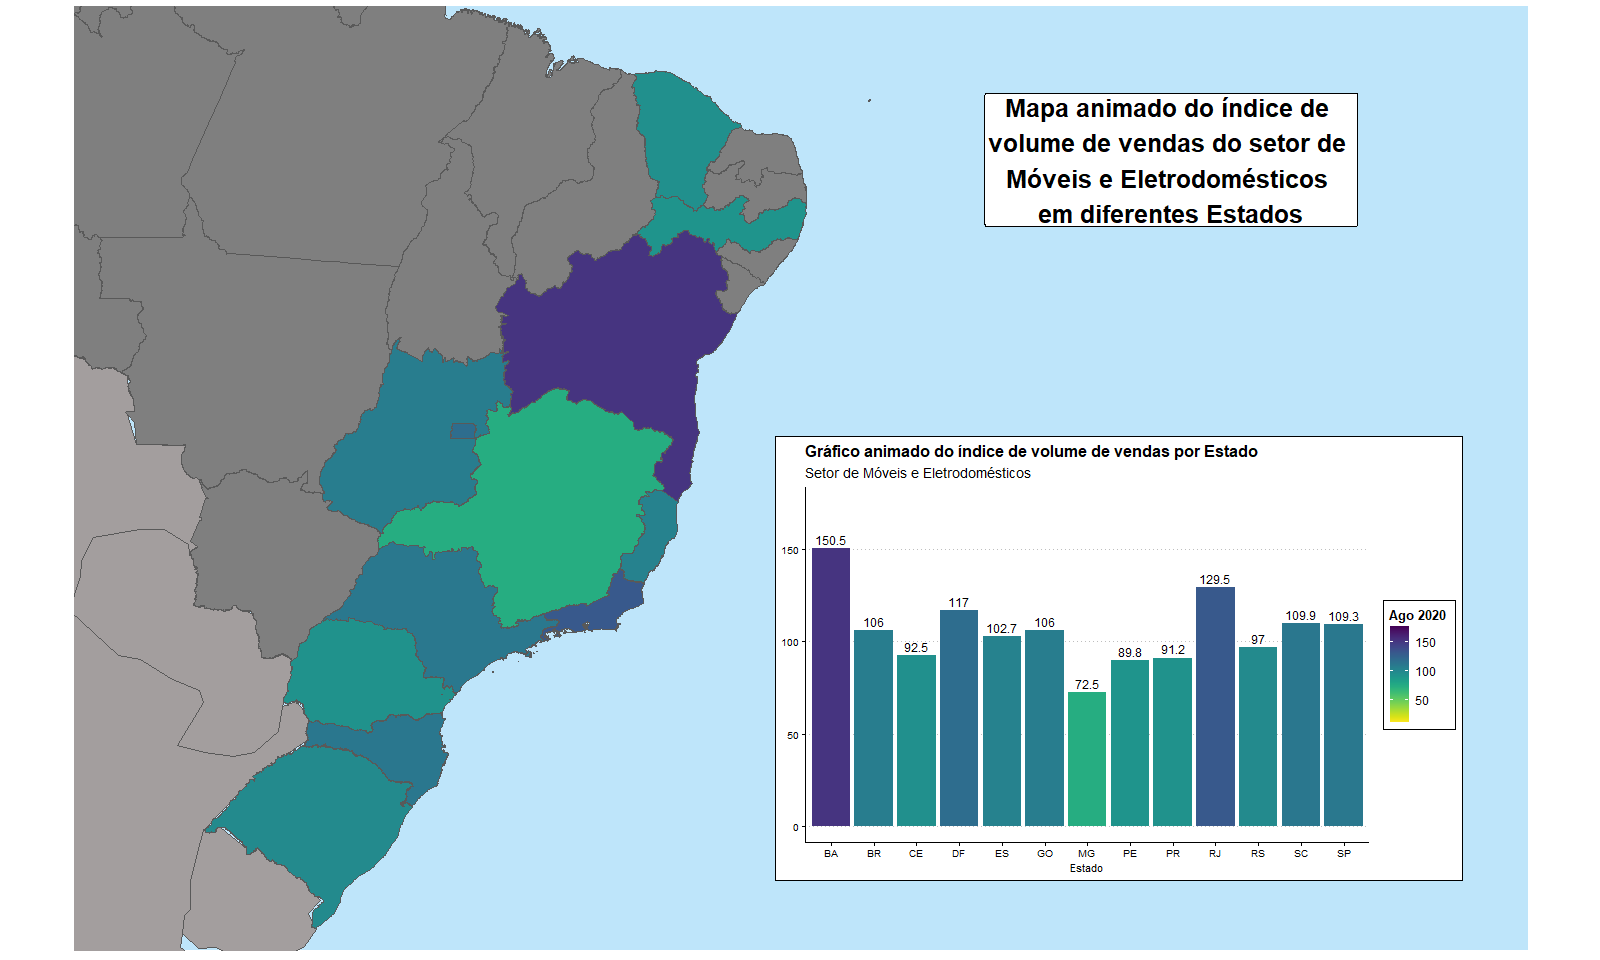 Mapa animado do índice de
volume de vendas do setor de
Móveis e Eletrodomésticos
em diferentes Estados
Gráfico animado do índice de volume de vendas por Estado
Setor de Móveis e Eletrodomésticos
150
100
50
0
150.5
106
92.5
117
102.7
106
72.5
89.8
91.2
129.5
97
109.9
109.3
BA BR CE DF ES GO MG PE PR RJ RS SC SP
Estado
Ago 2020
150
100
50